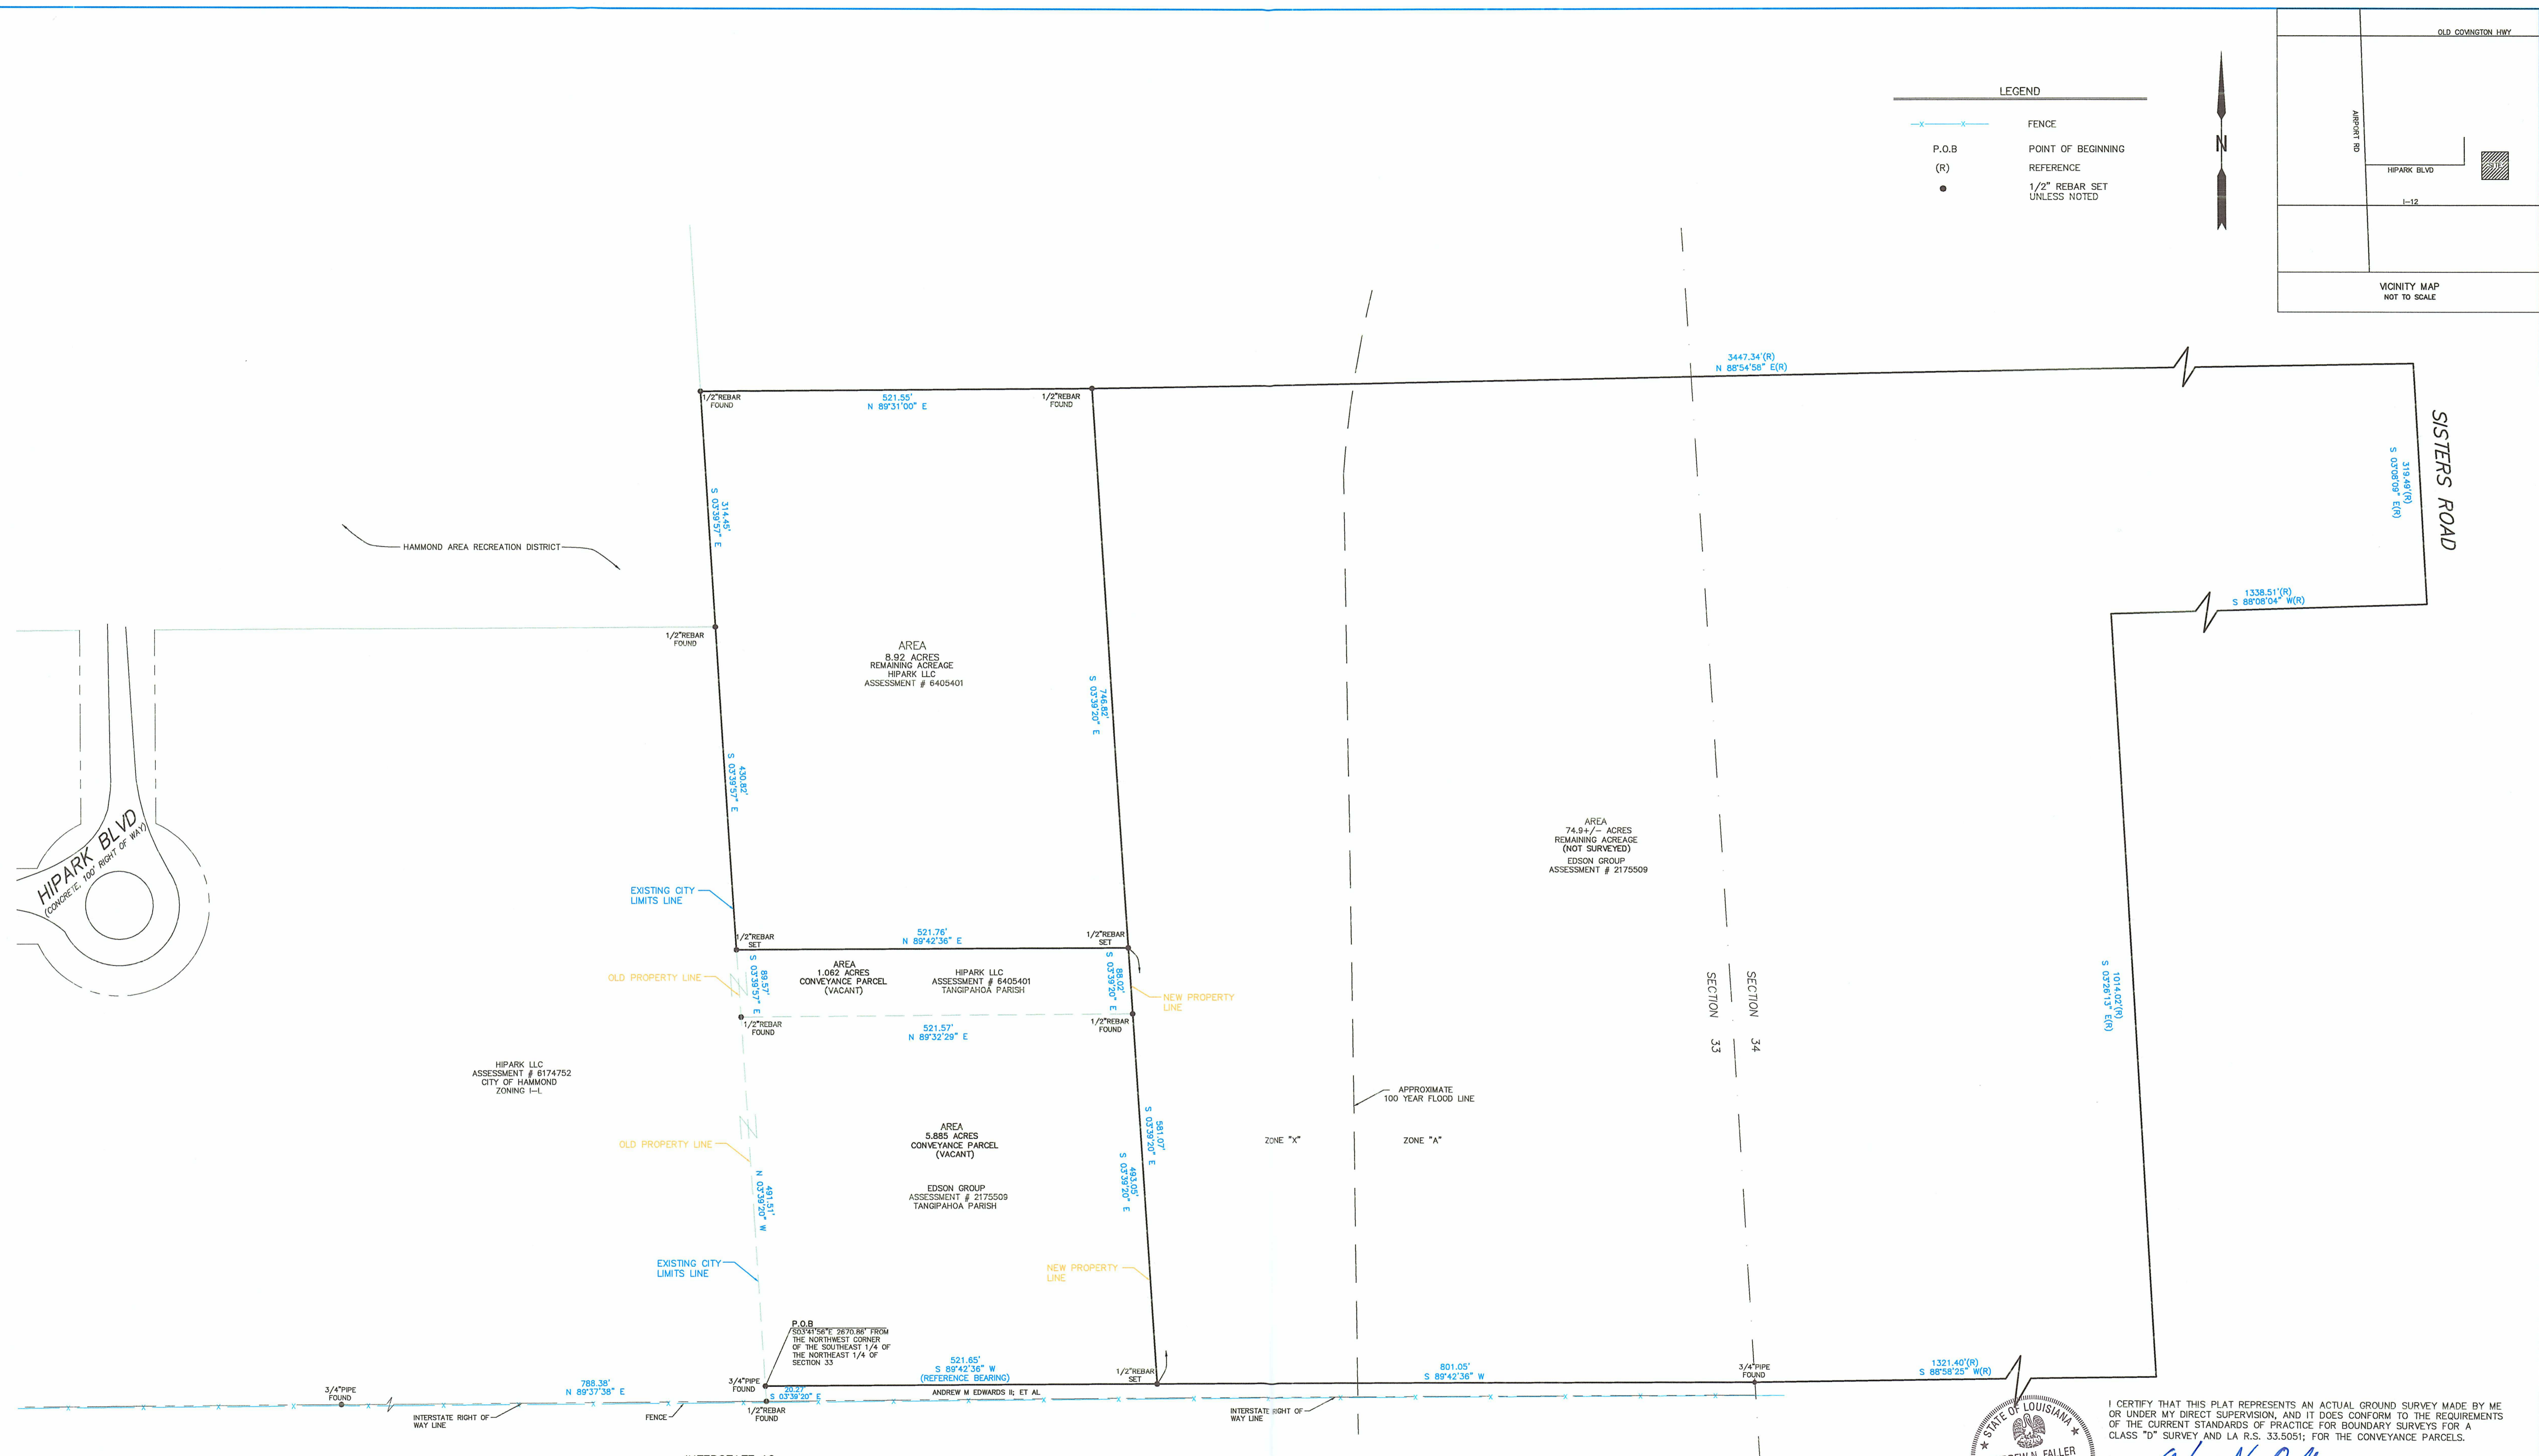 OLD COVINGTON HWY
AIRPORT RD
HIPARK BLVD
I-12
VICINITY MAP
NOT TO SCALE
LEGEND
FENCE
P.O.B
POINT OF BEGINNING
(R)
REFERENCE
1/2" REBAR SET
UNLESS NOTED
N
3447.34'(R)
N 88°54'58" E(R)
1/2"REBAR
FOUND
521.55'
N 89°31'00" E
1/2"REBAR
FOUND
SISTERS ROAD
319.49'(R)
S 03°08'09" E(R)
1338.51'(R)
S 88°08'04" W(R)
314.45'
S 03°39'57" E
HAMMOND AREA RECREATION DISTRICT
1/2"REBAR
FOUND
AREA
8.92 ACRES
REMAINING ACREAGE
HIPARK LLC
ASSESSMENT # 6405401
746.82'
S 03°39'20" E
430.82'
S 03°39'57" E
HIPARK BLVD
(CONCRETE, 100' RIGHT OF WAY)
AREA
74.9+/- ACRES
REMAINING ACREAGE
(NOT SURVEYED)
EDSON GROUP
ASSESSMENT # 2175509
EXISTING CITY
LIMITS LINE
1/2"REBAR
SET
521.76'
N 89°42'36" E
1/2"REBAR
SET
OLD PROPERTY LINE
89.57'
S 03°39'57" E
AREA
1.062 ACRES
CONVEYANCE PARCEL
(VACANT)
HIPARK LLC
ASSESSMENT # 6405401
TANGIPAHOA PARISH
88.02'
S 03°39'20" E
NEW PROPERTY
LINE
1/2"REBAR
FOUND
521.57'
N 89°32'29" E
1/2"REBAR
FOUND
SECTION 33
SECTION 34
1014.02'(R)
S 03°26'13" E(R)
HIPARK LLC
ASSESSMENT # 6174752
CITY OF HAMMOND
ZONING I-L
APPROXIMATE
100 YEAR FLOOD LINE
OLD PROPERTY LINE
AREA
5.885 ACRES
CONVEYANCE PARCEL
(VACANT)
EDSON GROUP
ASSESSMENT # 2175509
TANGIPAHOA PARISH
581.07'
S 03°39'20" E
493.05'
S 03°39'20" E
ZONE "X"
ZONE "A"
491.51'
N 03°39'20" W
EXISTING CITY
LIMITS LINE
NEW PROPERTY
LINE
P.O.B
S03°41'56"E 2670.86' FROM
THE NORTHWEST CORNER
OF THE SOUTHEAST 1/4 OF
THE NORTHEAST 1/4 OF
SECTION 33
521.65'
S 89°42'36" W
(REFERENCE BEARING)
1/2"REBAR
SET
801.05'
S 89°42'36" W
3/4"PIPE
FOUND
1321.40'(R)
S 88°58'25" W(R)
3/4"PIPE
FOUND
788.38'
N 89°37'38" E
3/4"PIPE
FOUND
20.27'
S 03°39'20" E
ANDREW M EDWARDS II; ET AL
INTERSTATE RIGHT OF
WAY LINE
FENCE
1/2"REBAR
FOUND
INTERSTATE RIGHT OF
WAY LINE
STATE OF LOUISIANA
FALLER
I CERTIFY THAT THIS PLAT REPRESENTS AN ACTUAL GROUND SURVEY MADE BY ME
OR UNDER MY DIRECT SUPERVISION, AND IT DOES CONFORM TO THE REQUIREMENTS
OF THE CURRENT STANDARDS OF PRACTICE FOR BOUNDARY SURVEYS FOR A
CLASS "D" SURVEY AND LA R.S. 33.5051; FOR THE CONVEYANCE PARCELS.